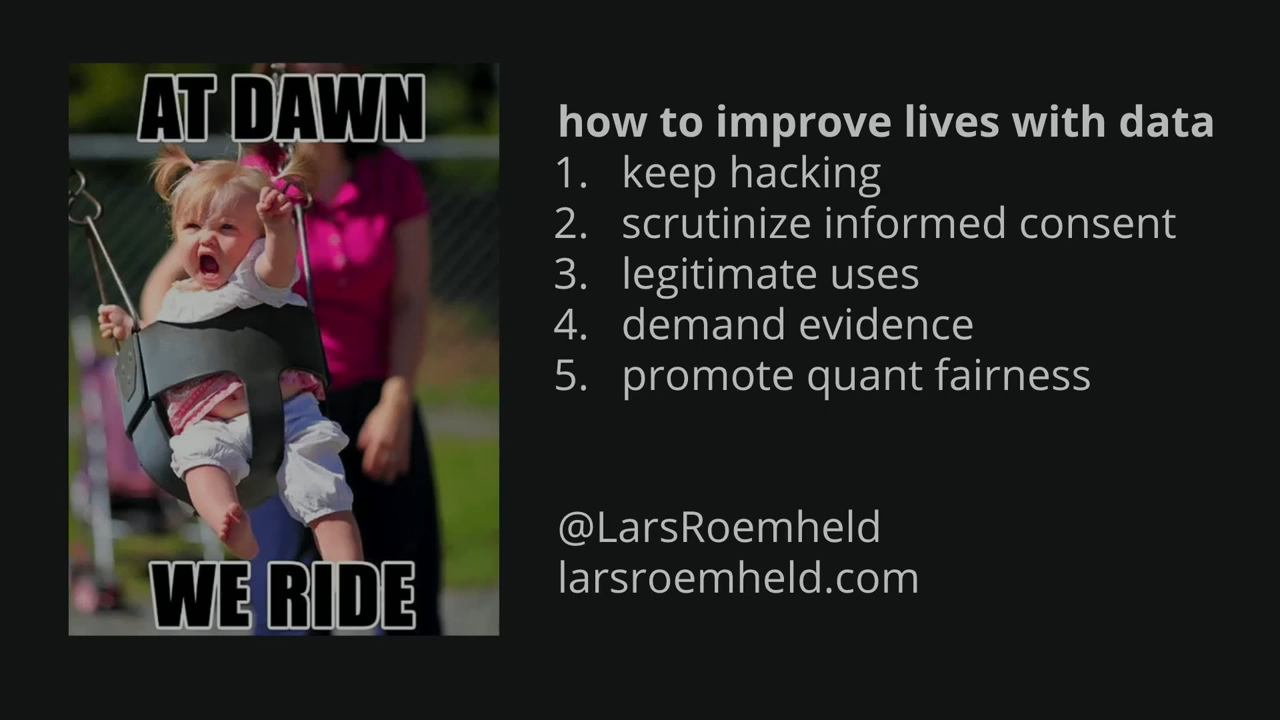 AT DAWN
WE RIDE
how to improve lives with data
1. keep hacking
2. scrutinize informed consent
3. legitimate uses
4. demand evidence
5. promote quant fairness
@LarsRoemheld
larsroemheld.com